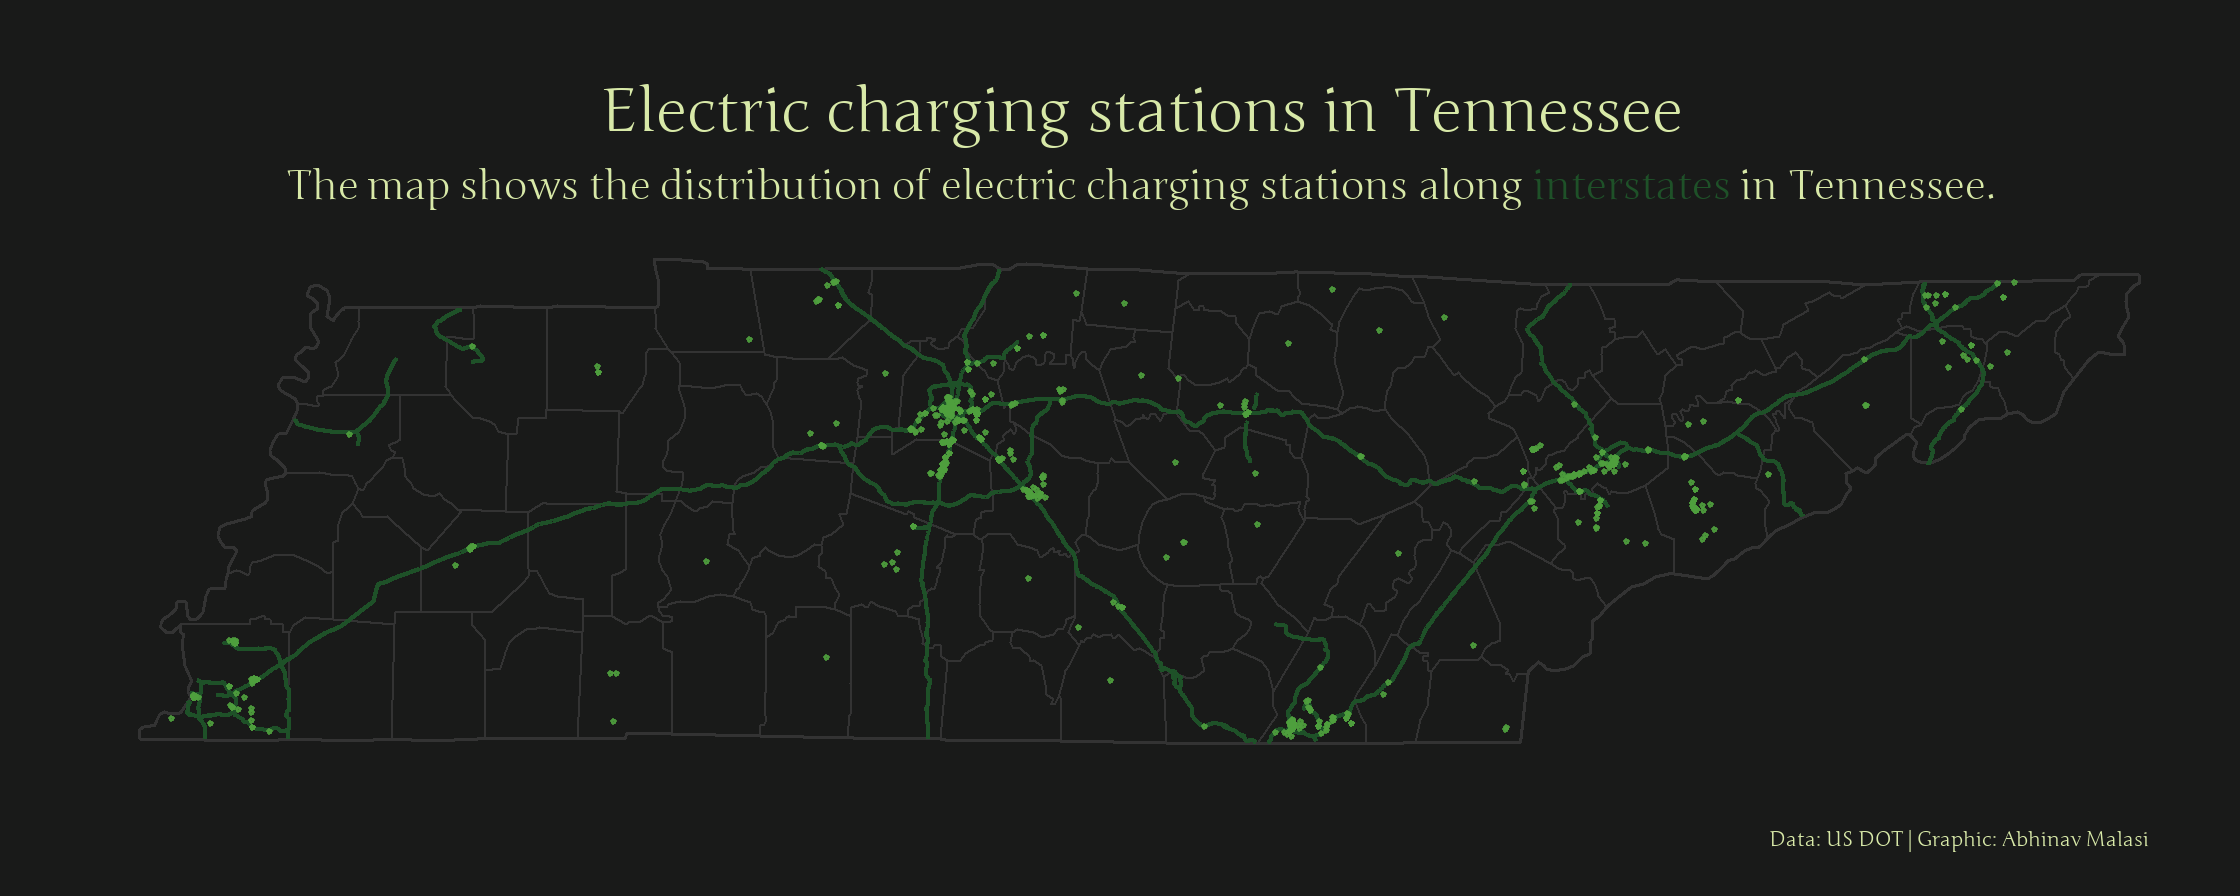 Electric charging stations in Tennessee
The map shows the distribution of electric charging stations along interstates in Tennessee.
Data: US DOT | Graphic: Abhinav Malasi